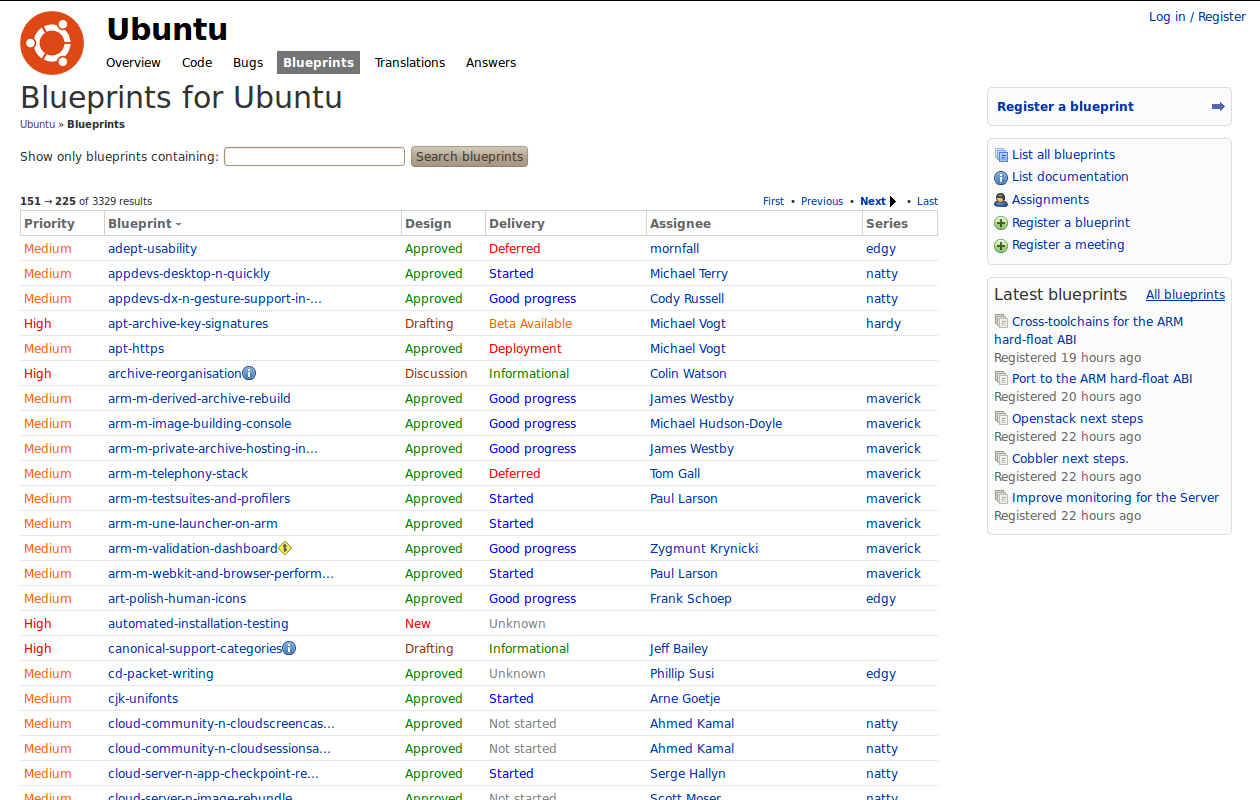 Log in / Register
Ubuntu
Overview Code Bugs Blueprints Translations Answers
Blueprints for Ubuntu
Ubuntu » Blueprints
Show only blueprints containing: Search blueprints
151 → 225 of 3329 results First • Previous • Next • Last
Priority Blueprint Design Delivery Assignee Series
Medium adept-usability Approved Deferred mornfall edgy
Medium appdevs-desktop-n-quickly Approved Started Michael Terry natty
Medium appdevs-dx-n-gesture-support-in-... Approved Good progress Cody Russell natty
High apt-archive-key-signatures Drafting Beta Available Michael Vogt hardy
Medium apt-https Approved Deployment Michael Vogt
High archive-reorganisation Discussion Informational Colin Watson
Medium arm-m-derived-archive-rebuild Approved Good progress James Westby maverick
Medium arm-m-image-building-console Approved Good progress Michael Hudson-Doyle maverick
Medium arm-m-private-archive-hosting-in... Approved Good progress James Westby maverick
Medium arm-m-telephony-stack Approved Deferred Tom Gall maverick
Medium arm-m-testsuites-and-profilers Approved Started Paul Larson maverick
Medium arm-m-une-launcher-on-arm Approved Started maverick
Medium arm-m-validation-dashboard Approved Good progress Zygmunt Krynicki maverick
Medium arm-m-webkit-and-browser-perform... Approved Started Paul Larson maverick
Medium art-polish-human-icons Approved Good progress Frank Schoep edgy
High automated-installation-testing New Unknown
High canonical-support-categories Drafting Informational Jeff Bailey
Medium cd-packet-writing Approved Unknown Phillip Susi edgy
Medium cjk-unifonts Approved Started Arne Goetje
Medium cloud-community-n-cloudscreencas... Approved Not started Ahmed Kamal natty
Medium cloud-community-n-cloudsessionsa... Approved Not started Ahmed Kamal natty
Medium cloud-server-n-app-checkpoint-re... Approved Started Serge Hallyn natty
Medium cloud-server-n-image-rebundle Approved Not started Scott Moser natty
Register a blueprint
List all blueprints
List documentation
Assignments
Register a blueprint
Register a meeting
Latest blueprints All blueprints
Cross-toolchains for the ARM
hard-float ABI
Registered 19 hours ago
Port to the ARM hard-float ABI
Registered 20 hours ago
Openstack next steps
Registered 22 hours ago
Cobbler next steps.
Registered 22 hours ago
Improve monitoring for the Server
Registered 22 hours ago